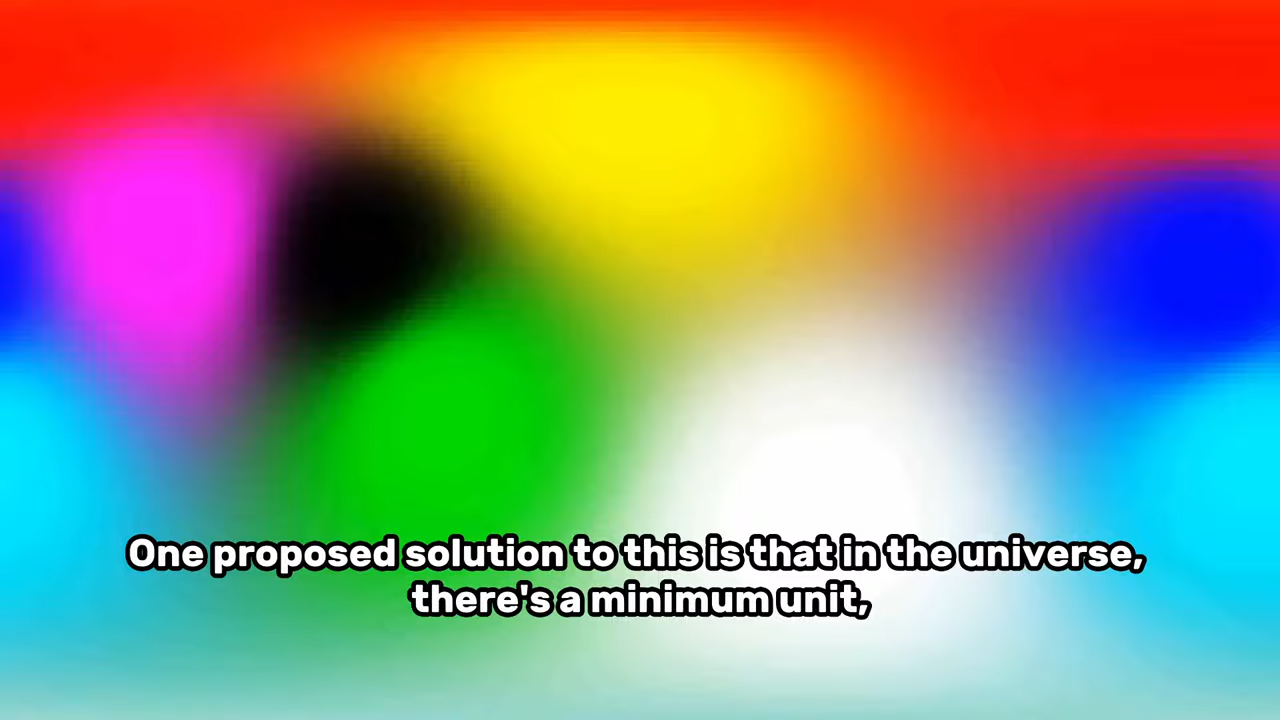 One proposed solution to this is that in the universe,
there's a minimum unit,